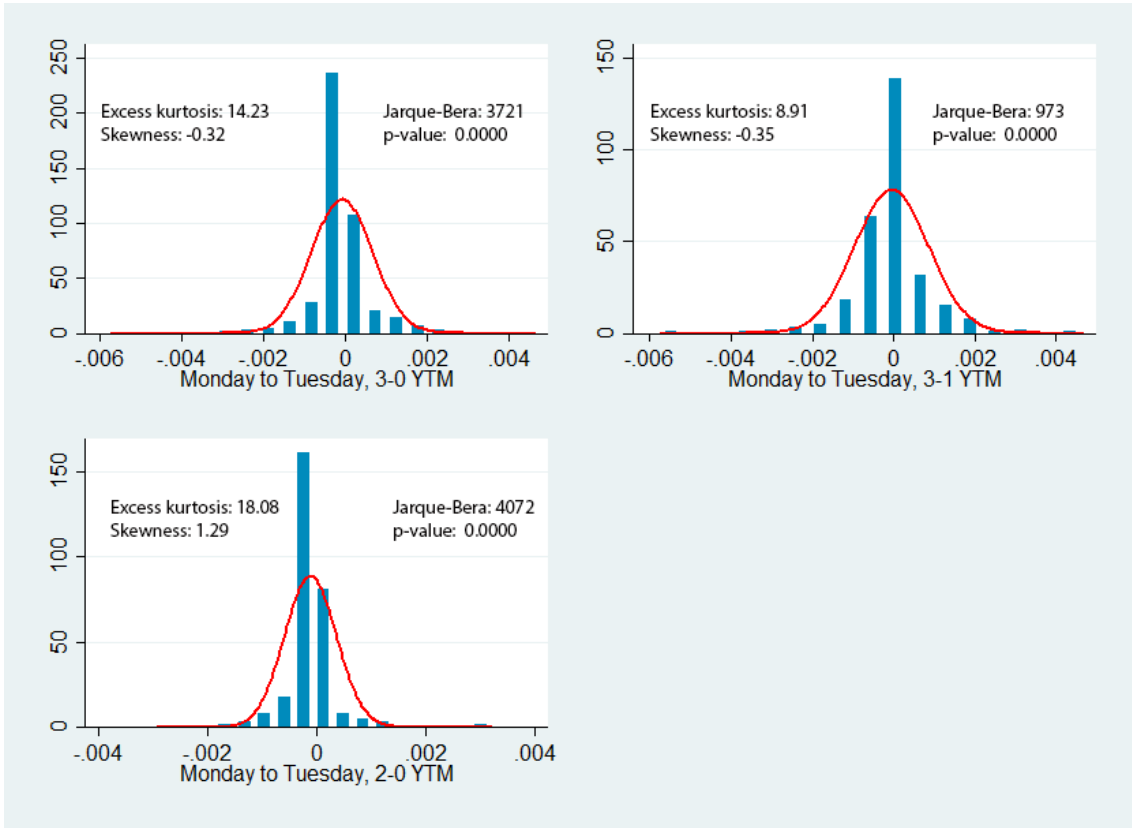 250
200
150
100
50
0
Excess kurtosis: 14.23
Skewness: -0.32
Jarque-Bera: 3721
p-value: 0.0000
-.006 -.004 -.002 0 .002 .004
Monday to Tuesday, 3-0 YTM
150
100
50
0
Excess kurtosis: 8.91
Skewness: -0.35
Jarque-Bera: 973
p-value: 0.0000
-.006 -.004 -.002 0 .002 .004
Monday to Tuesday, 3-1 YTM
150
100
50
0
Excess kurtosis: 18.08
Skewness: 1.29
Jarque-Bera: 4072
p-value: 0.0000
-.004 -.002 0 .002 .004
Monday to Tuesday, 2-0 YTM